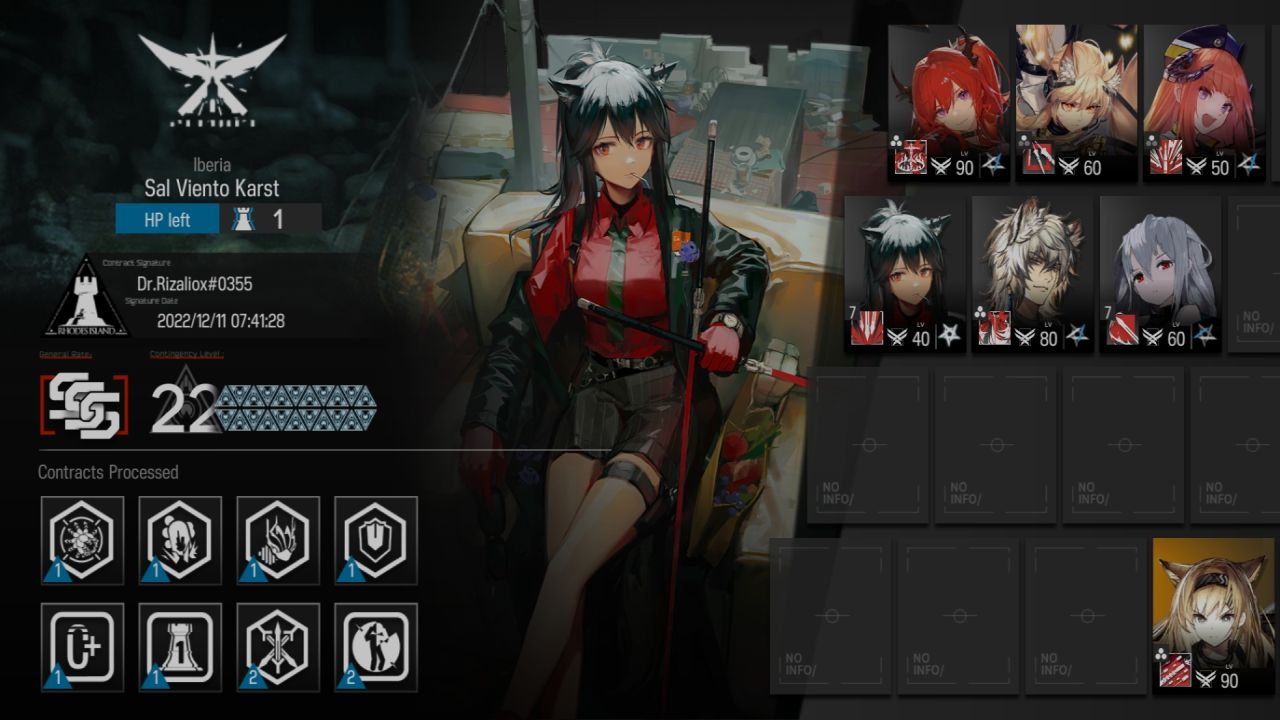 Iberia
Sal Viento Karst
HP left 1
Contract Signature
Dr.Rizaliox#0355
Signature Date
2022/12/11 07:41:28
RHODES ISLAND
General Rate:
Contingency Level:
SSS
22
Contracts Processed
1
1
1
1
1
1
1
2
2
LV
90
LV
60
LV
50
7
LV
40
LV
80
7
LV
60
NO
INFO/
NO
INFO/
NO
INFO/
NO
INFO/
NO
INFO/
NO
INFO/
NO
INFO/
NO
INFO/
LV
90